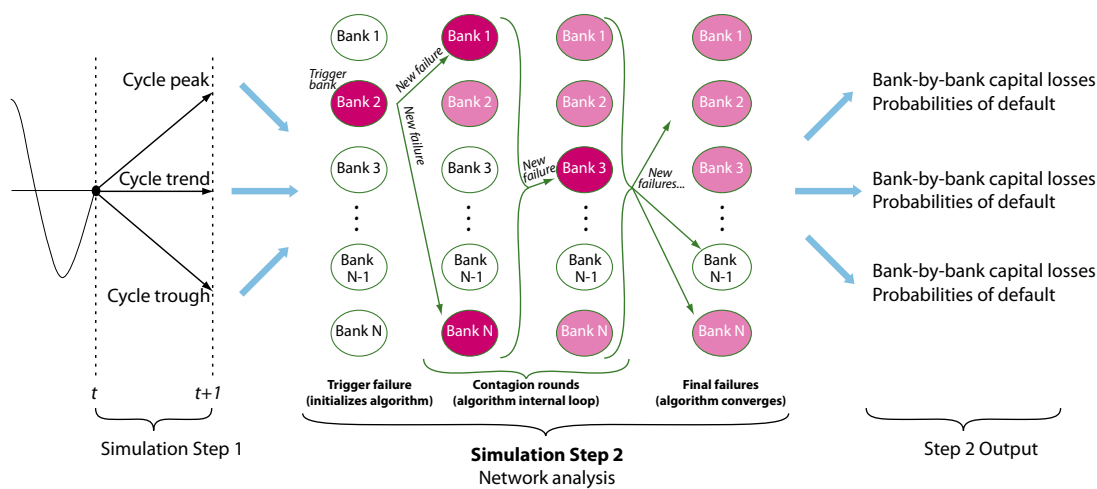 Cycle peak
Cycle trend
Cycle trough
t
t+1
Simulation Step 1
Bank 1
Trigger
bank
Bank 2
Bank 3
Bank
N-1
Bank N
Trigger failure
(initializes algorithm)
New failure
New failure
Bank 1
Bank 2
Bank 3
Bank
N-1
Bank N
New
failure
Bank 1
Bank 2
Bank 3
Bank
N-1
Bank N
Contagion rounds
(algorithm internal loop)
New
failures...
Bank 1
Bank 2
Bank 3
Bank
N-1
Bank N
Final failures
(algorithm converges)
Simulation Step 2
Network analysis
Bank-by-bank capital losses
Probabilities of default
Bank-by-bank capital losses
Probabilities of default
Bank-by-bank capital losses
Probabilities of default
Step 2 Output